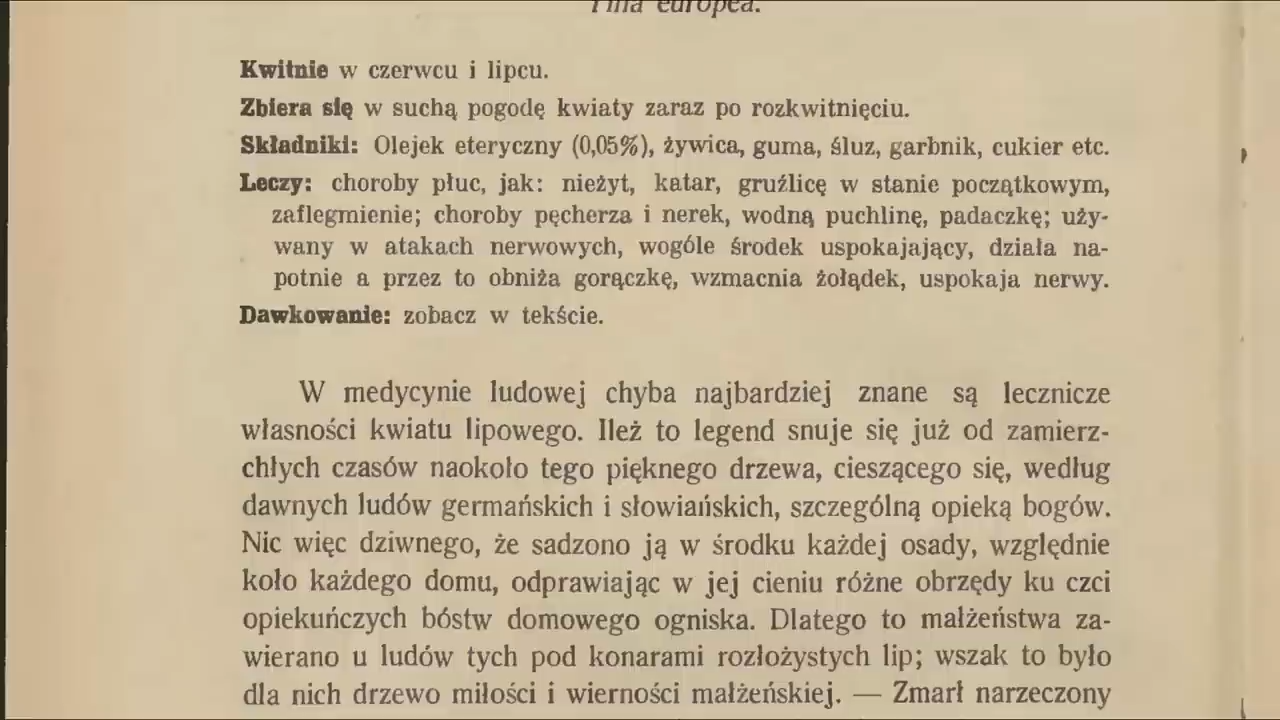 europea.
Kwitnie w czerwcu i lipcu.
Zbiera się w suchą pogodę kwiaty zaraz po rozkwitnięciu.
Składniki: Olejek eteryczny (0,05%), żywica, guma, śluz, garbnik, cukier etc.
Leczy: choroby płuc, jak: nieżyt, katar, gruźlicę w stanie początkowym,
zaflegmienie; choroby pęcherza i nerek, wodną puchlinę, padaczkę; uży-
wany w atakach nerwowych, wogóle środek uspokajający, działa na-
potnie a przez to obniża gorączkę, wzmacnia żołądek, uspokaja nerwy.
Dawkowanie: zobacz w tekście.
W medycynie ludowej chyba najbardziej znane są lecznicze
własności kwiatu lipowego. Ileż to legend snuje się już od zamierz-
chłych czasów naokoło tego pięknego drzewa, cieszącego się, według
dawnych ludów germańskich i słowiańskich, szczególną opieką bogów.
Nic więc dziwnego, że sadzono ją w środku każdej osady, względnie
koło każdego domu, odprawiając w jej cieniu różne obrzędy ku czci
opiekuńczych bóstw domowego ogniska. Dlatego to małżeństwa za-
wierano u ludów tych pod konarami rozłożystych lip; wszak to było
dla nich drzewo miłości i wierności małżeńskiej. — Zmarł narzeczony